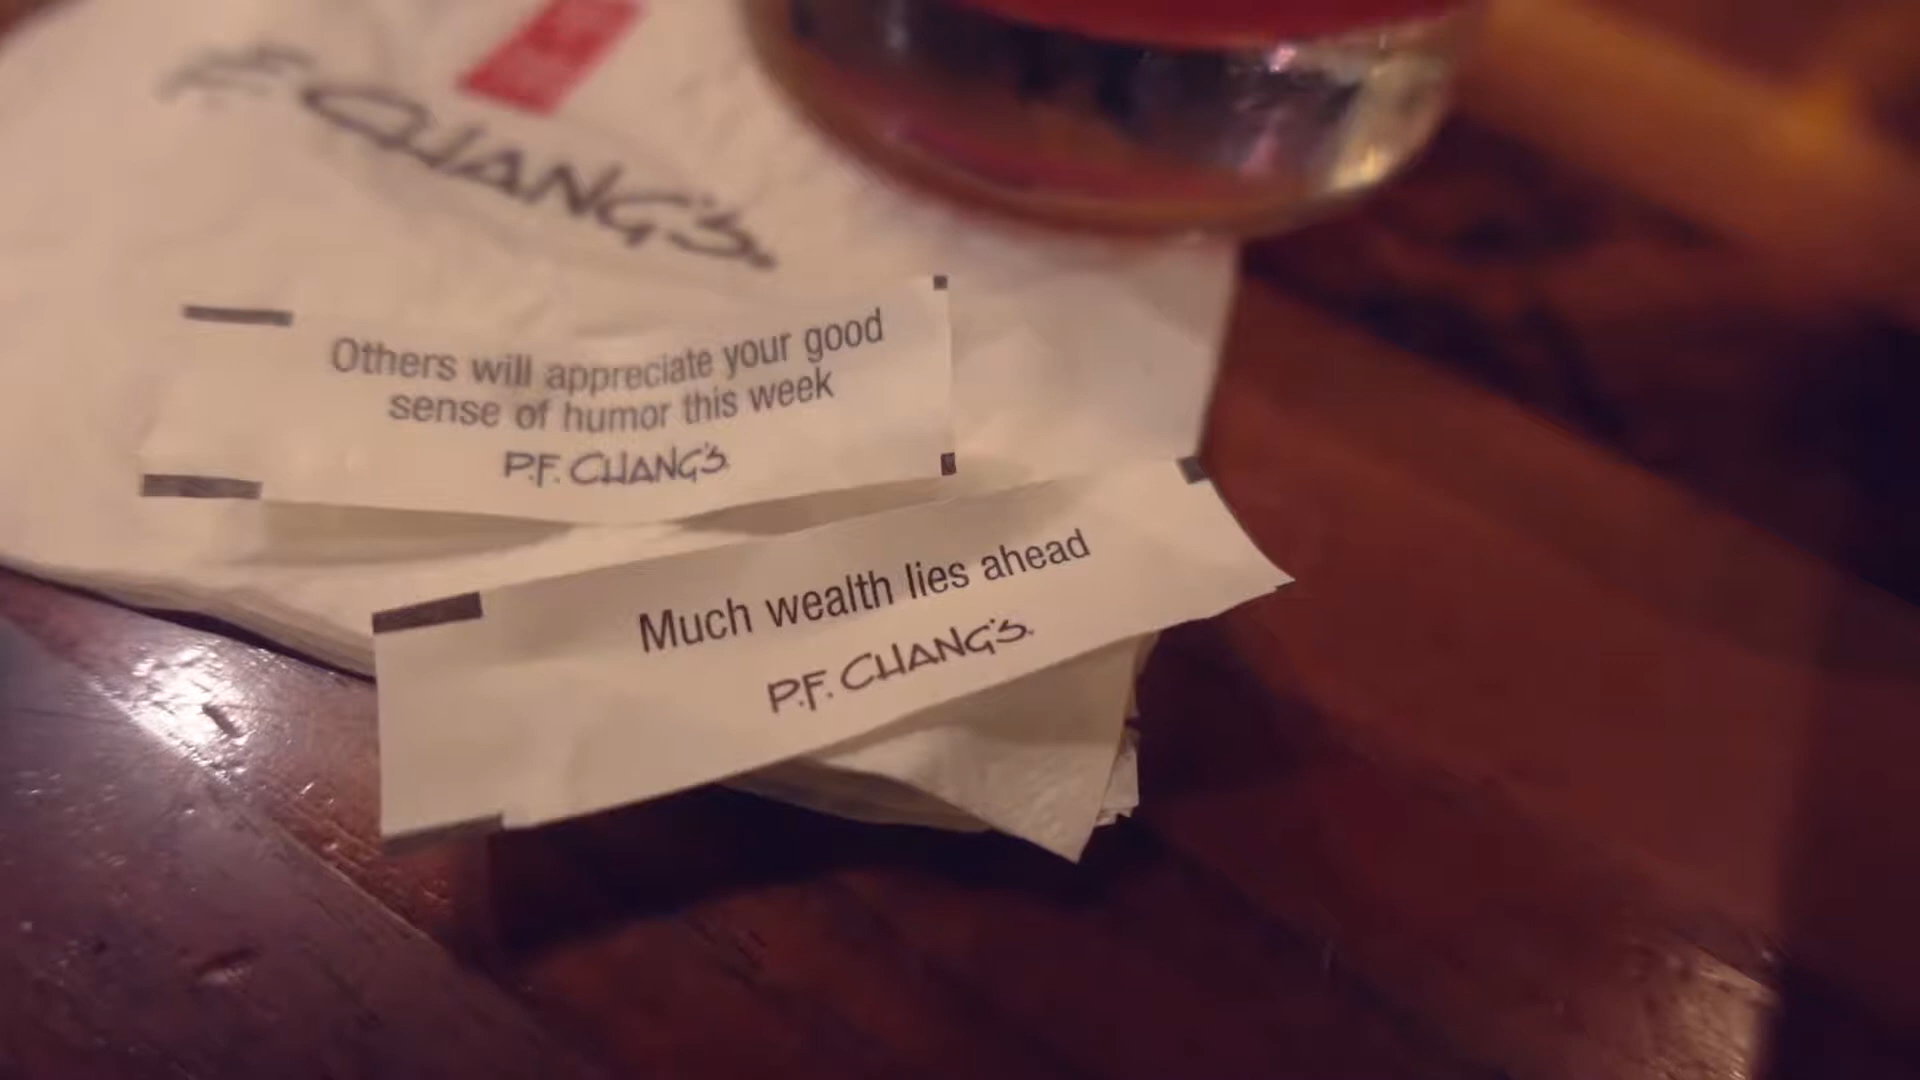 P.F. CHANG'S.
Others will appreciate your good
sense of humor this week
P.F. CHANG'S.
Much wealth lies ahead
P.F. CHANG'S.